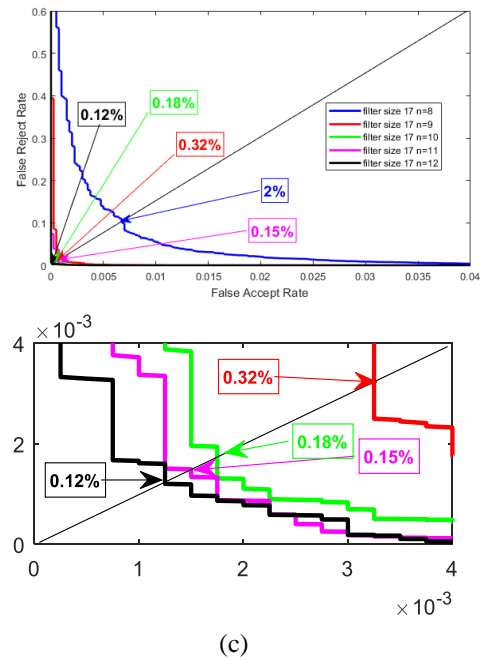 0.6
0.5
0.4
0.3
0.2
0.1
0
False Reject Rate
0.12%
0.18%
0.32%
2%
0.15%
filter size 17 n=8
filter size 17 n=9
filter size 17 n=10
filter size 17 n=11
filter size 17 n=12
0 0.005 0.01 0.015 0.02 0.025 0.03 0.035 0.04
False Accept Rate
× 10⁻³
4
2
0
0.32%
0.18%
0.15%
0.12%
0 1 2 3 4
× 10⁻³
(c)